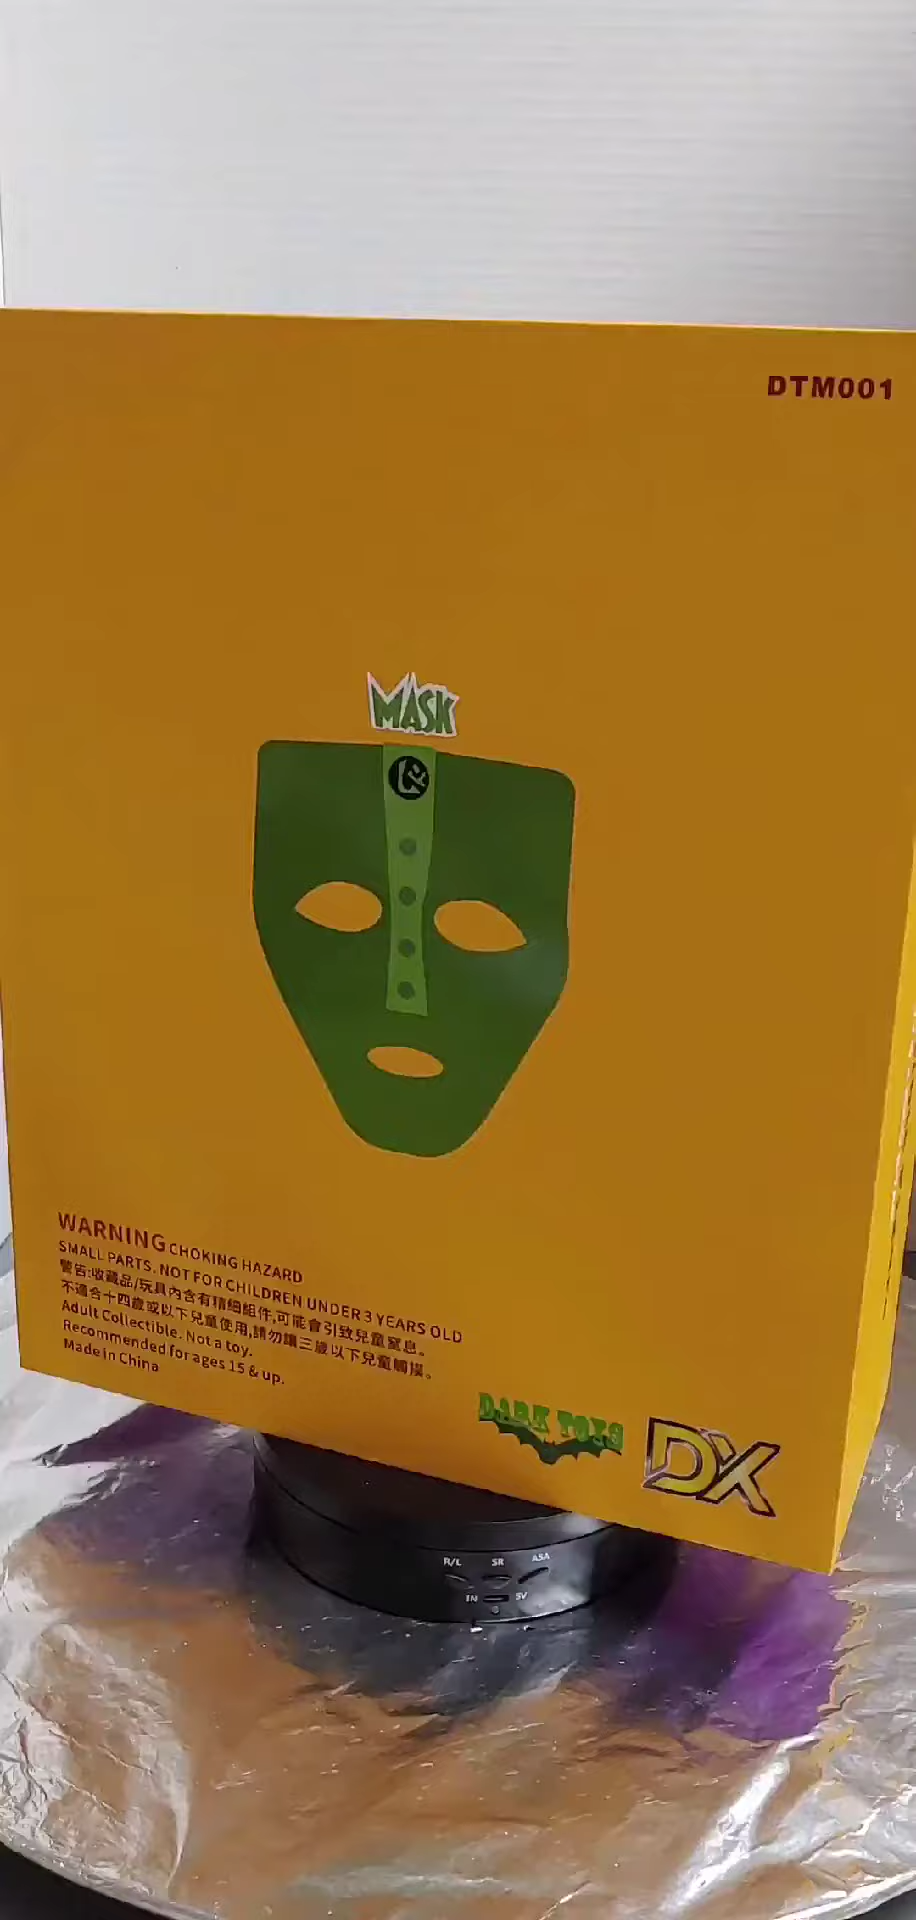 DTM001
MASK
WARNING CHOKING HAZARD
SMALL PARTS. NOT FOR CHILDREN UNDER 3 YEARS OLD
警告:收藏品/玩具內含有精細組件,可能會引致兒童窒息。
不適合十四歲或以下兒童使用,請勿讓三歲以下兒童觸摸。
Adult Collectible. Not a toy.
Recommended for ages 15 & up.
Made in China
DARK TOYS
DX
R/L SR ASA
IN 5V